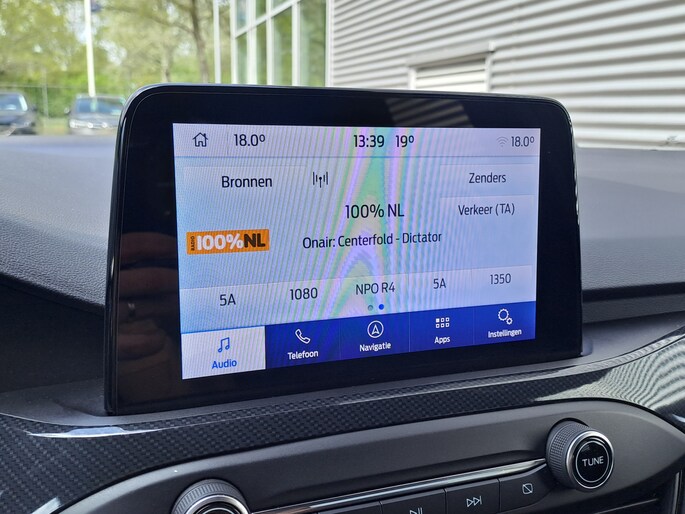 18.0° 13:39 19° 18.0°
Bronnen Zenders
100% NL Verkeer (TA)
RADIO 100%NL Onair: Centerfold - Dictator
5A 1080 NPO R4 5A 1350
Audio Telefoon Navigatie Apps Instellingen
TUNE